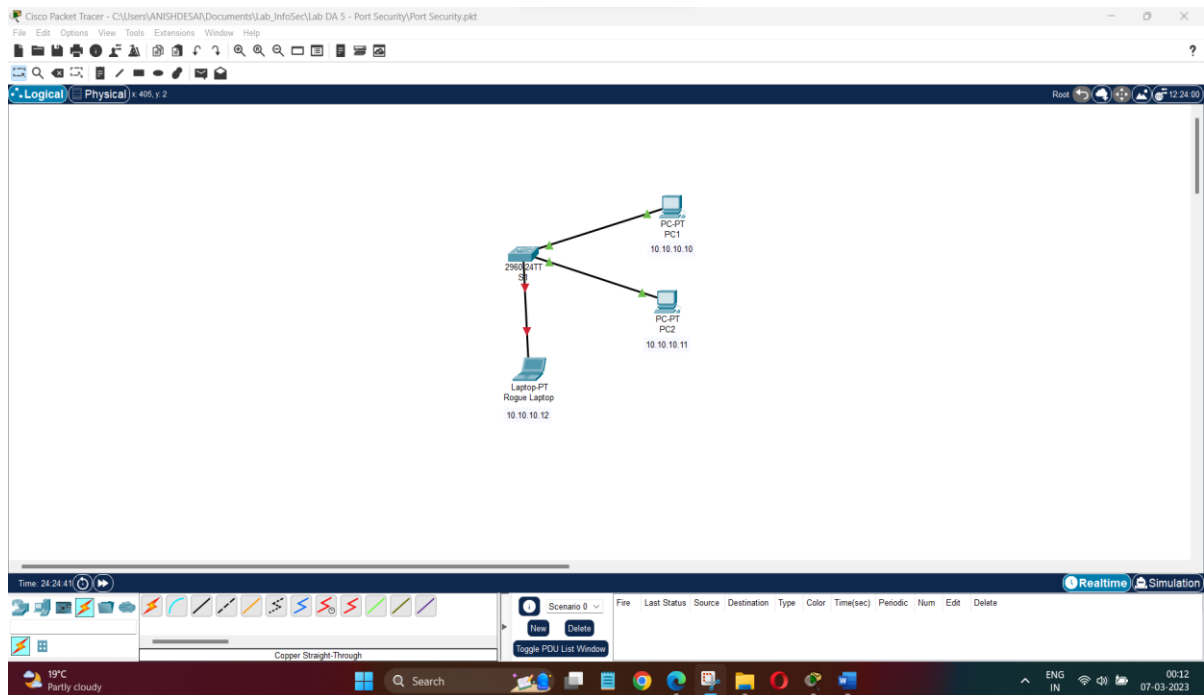 Cisco Packet Tracer - C:\Users\ANISHDESAI\Documents\Lab_InfoSec\Lab DA 5 - Port Security\Port Security.pkt
File Edit Options View Tools Extensions Window Help
?
Logical Physical x: 405, y: 2 Root 12:24:00
PC-PT
PC1
10.10.10.10
2960-24TT
S1
PC-PT
PC2
10.10.10.11
Laptop-PT
Rogue Laptop
10.10.10.12
Time: 24:24:41 Realtime Simulation
Scenario 0 Fire Last Status Source Destination Type Color Time(sec) Periodic Num Edit Delete
New Delete
Toggle PDU List Window
Copper Straight-Through
19°C
Partly cloudy
Search
ENG
IN
00:12
07-03-2023